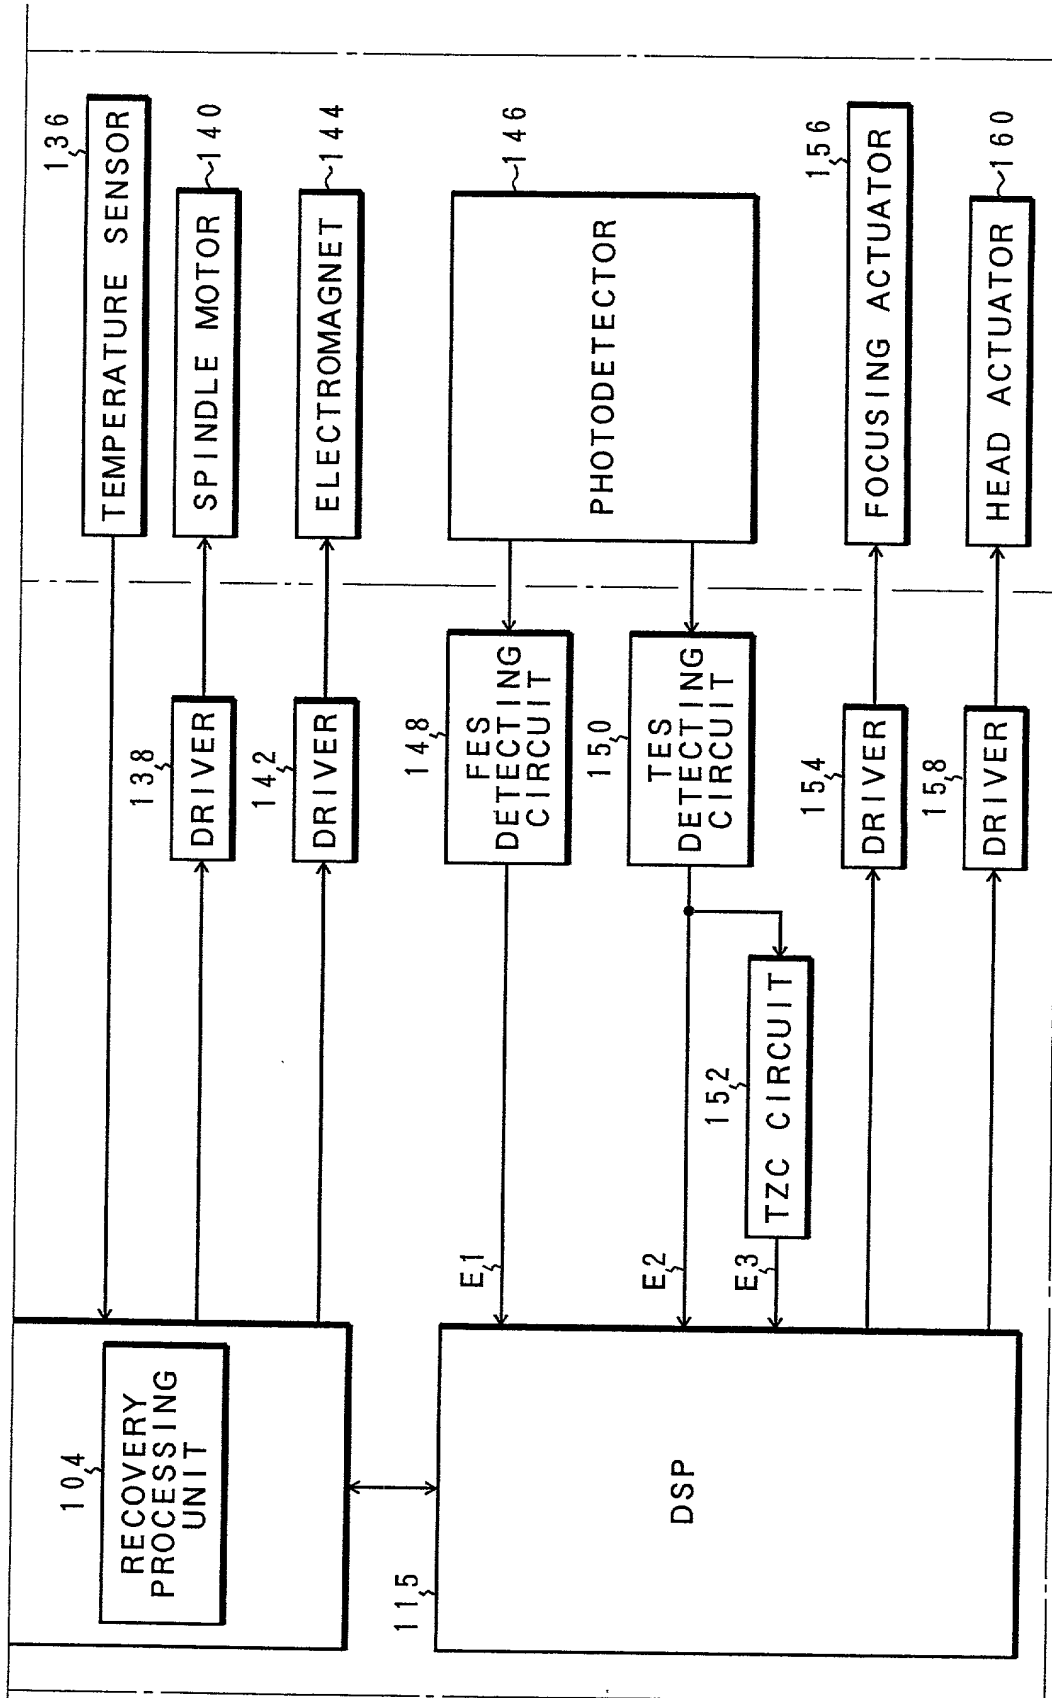 136
TEMPERATURE SENSOR
SPINDLE MOTOR
140
138
DRIVER
ELECTROMAGNET
144
142
DRIVER
104
RECOVERY
PROCESSING
UNIT
PHOTODETECTOR
146
148
FES
DETECTING
CIRCUIT
E1
150
TES
DETECTING
CIRCUIT
E2
152
TZC CIRCUIT
E3
115
DSP
156
FOCUSING ACTUATOR
154
DRIVER
HEAD ACTUATOR
160
158
DRIVER